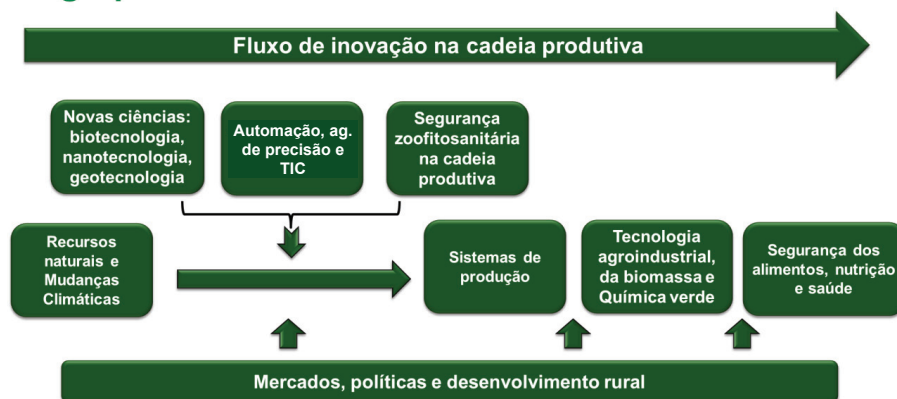 Fluxo de inovação na cadeia produtiva
Novas ciências:
biotecnologia,
nanotecnologia,
geotecnologia
Automação, ag.
de precisão e
TIC
Segurança
zoofitosanitária
na cadeia
produtiva
Recursos
naturais e
Mudanças
Climáticas
Sistemas de
produção
Tecnologia
agroindustrial,
da biomassa e
Química verde
Segurança dos
alimentos, nutrição
e saúde
Mercados, políticas e desenvolvimento rural